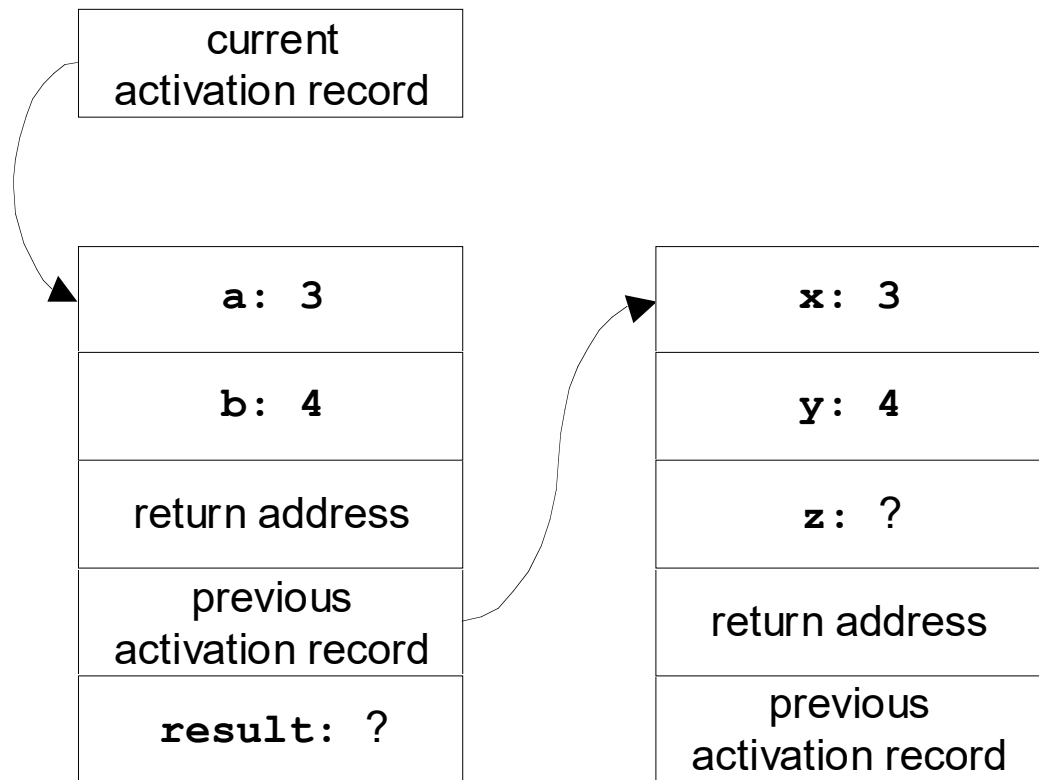 current
activation record
a: 3
b: 4
return address
previous
activation record
result: ?
x: 3
y: 4
z: ?
return address
previous
activation record